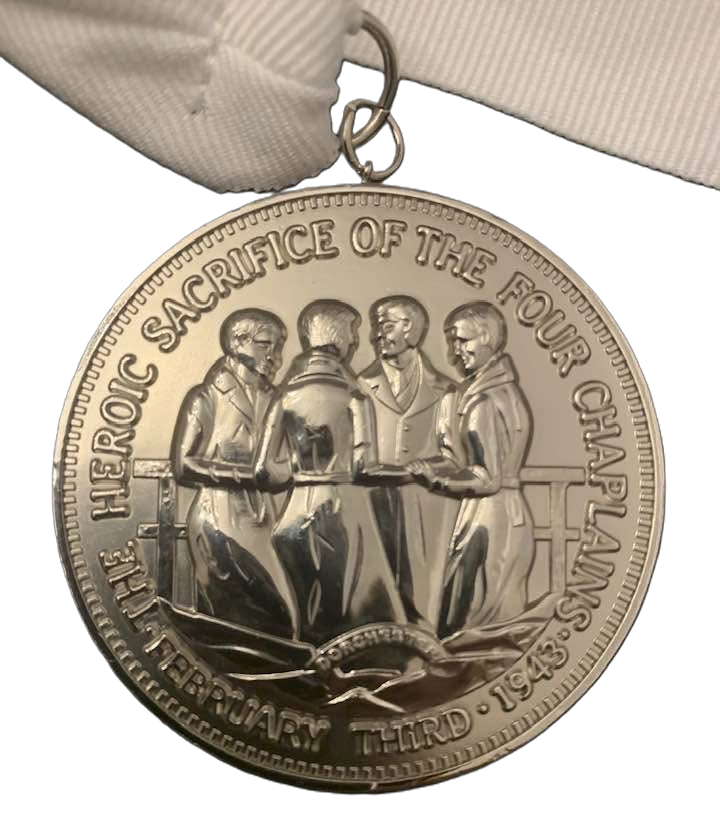 THE HEROIC SACRIFICE OF THE FOUR CHAPLAINS
· FEBRUARY THIRD · 1943 ·
DORCHESTER